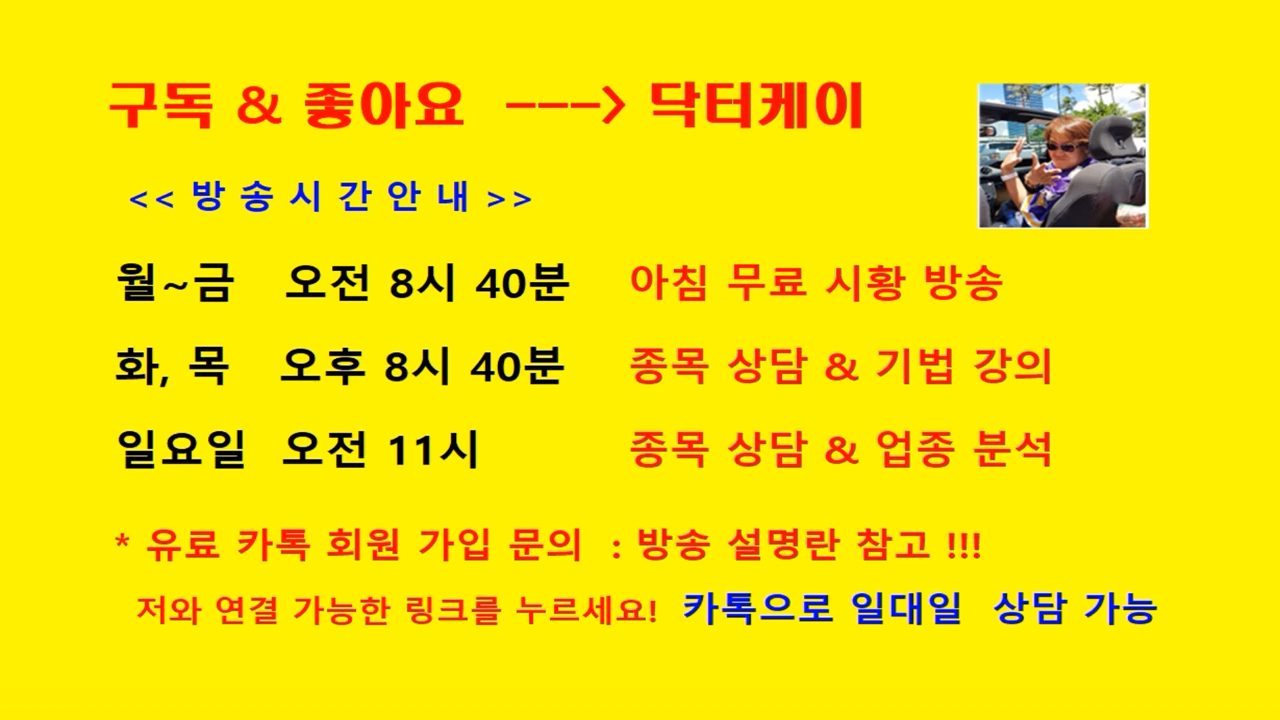 구독 & 좋아요 ---> 닥터케이
<< 방 송 시 간 안 내 >>
월~금 오전 8시 40분 아침 무료 시황 방송
화, 목 오후 8시 40분 종목 상담 & 기법 강의
일요일 오전 11시 종목 상담 & 업종 분석
* 유료 카톡 회원 가입 문의 : 방송 설명란 참고 !!!
저와 연결 가능한 링크를 누르세요! 카톡으로 일대일 상담 가능